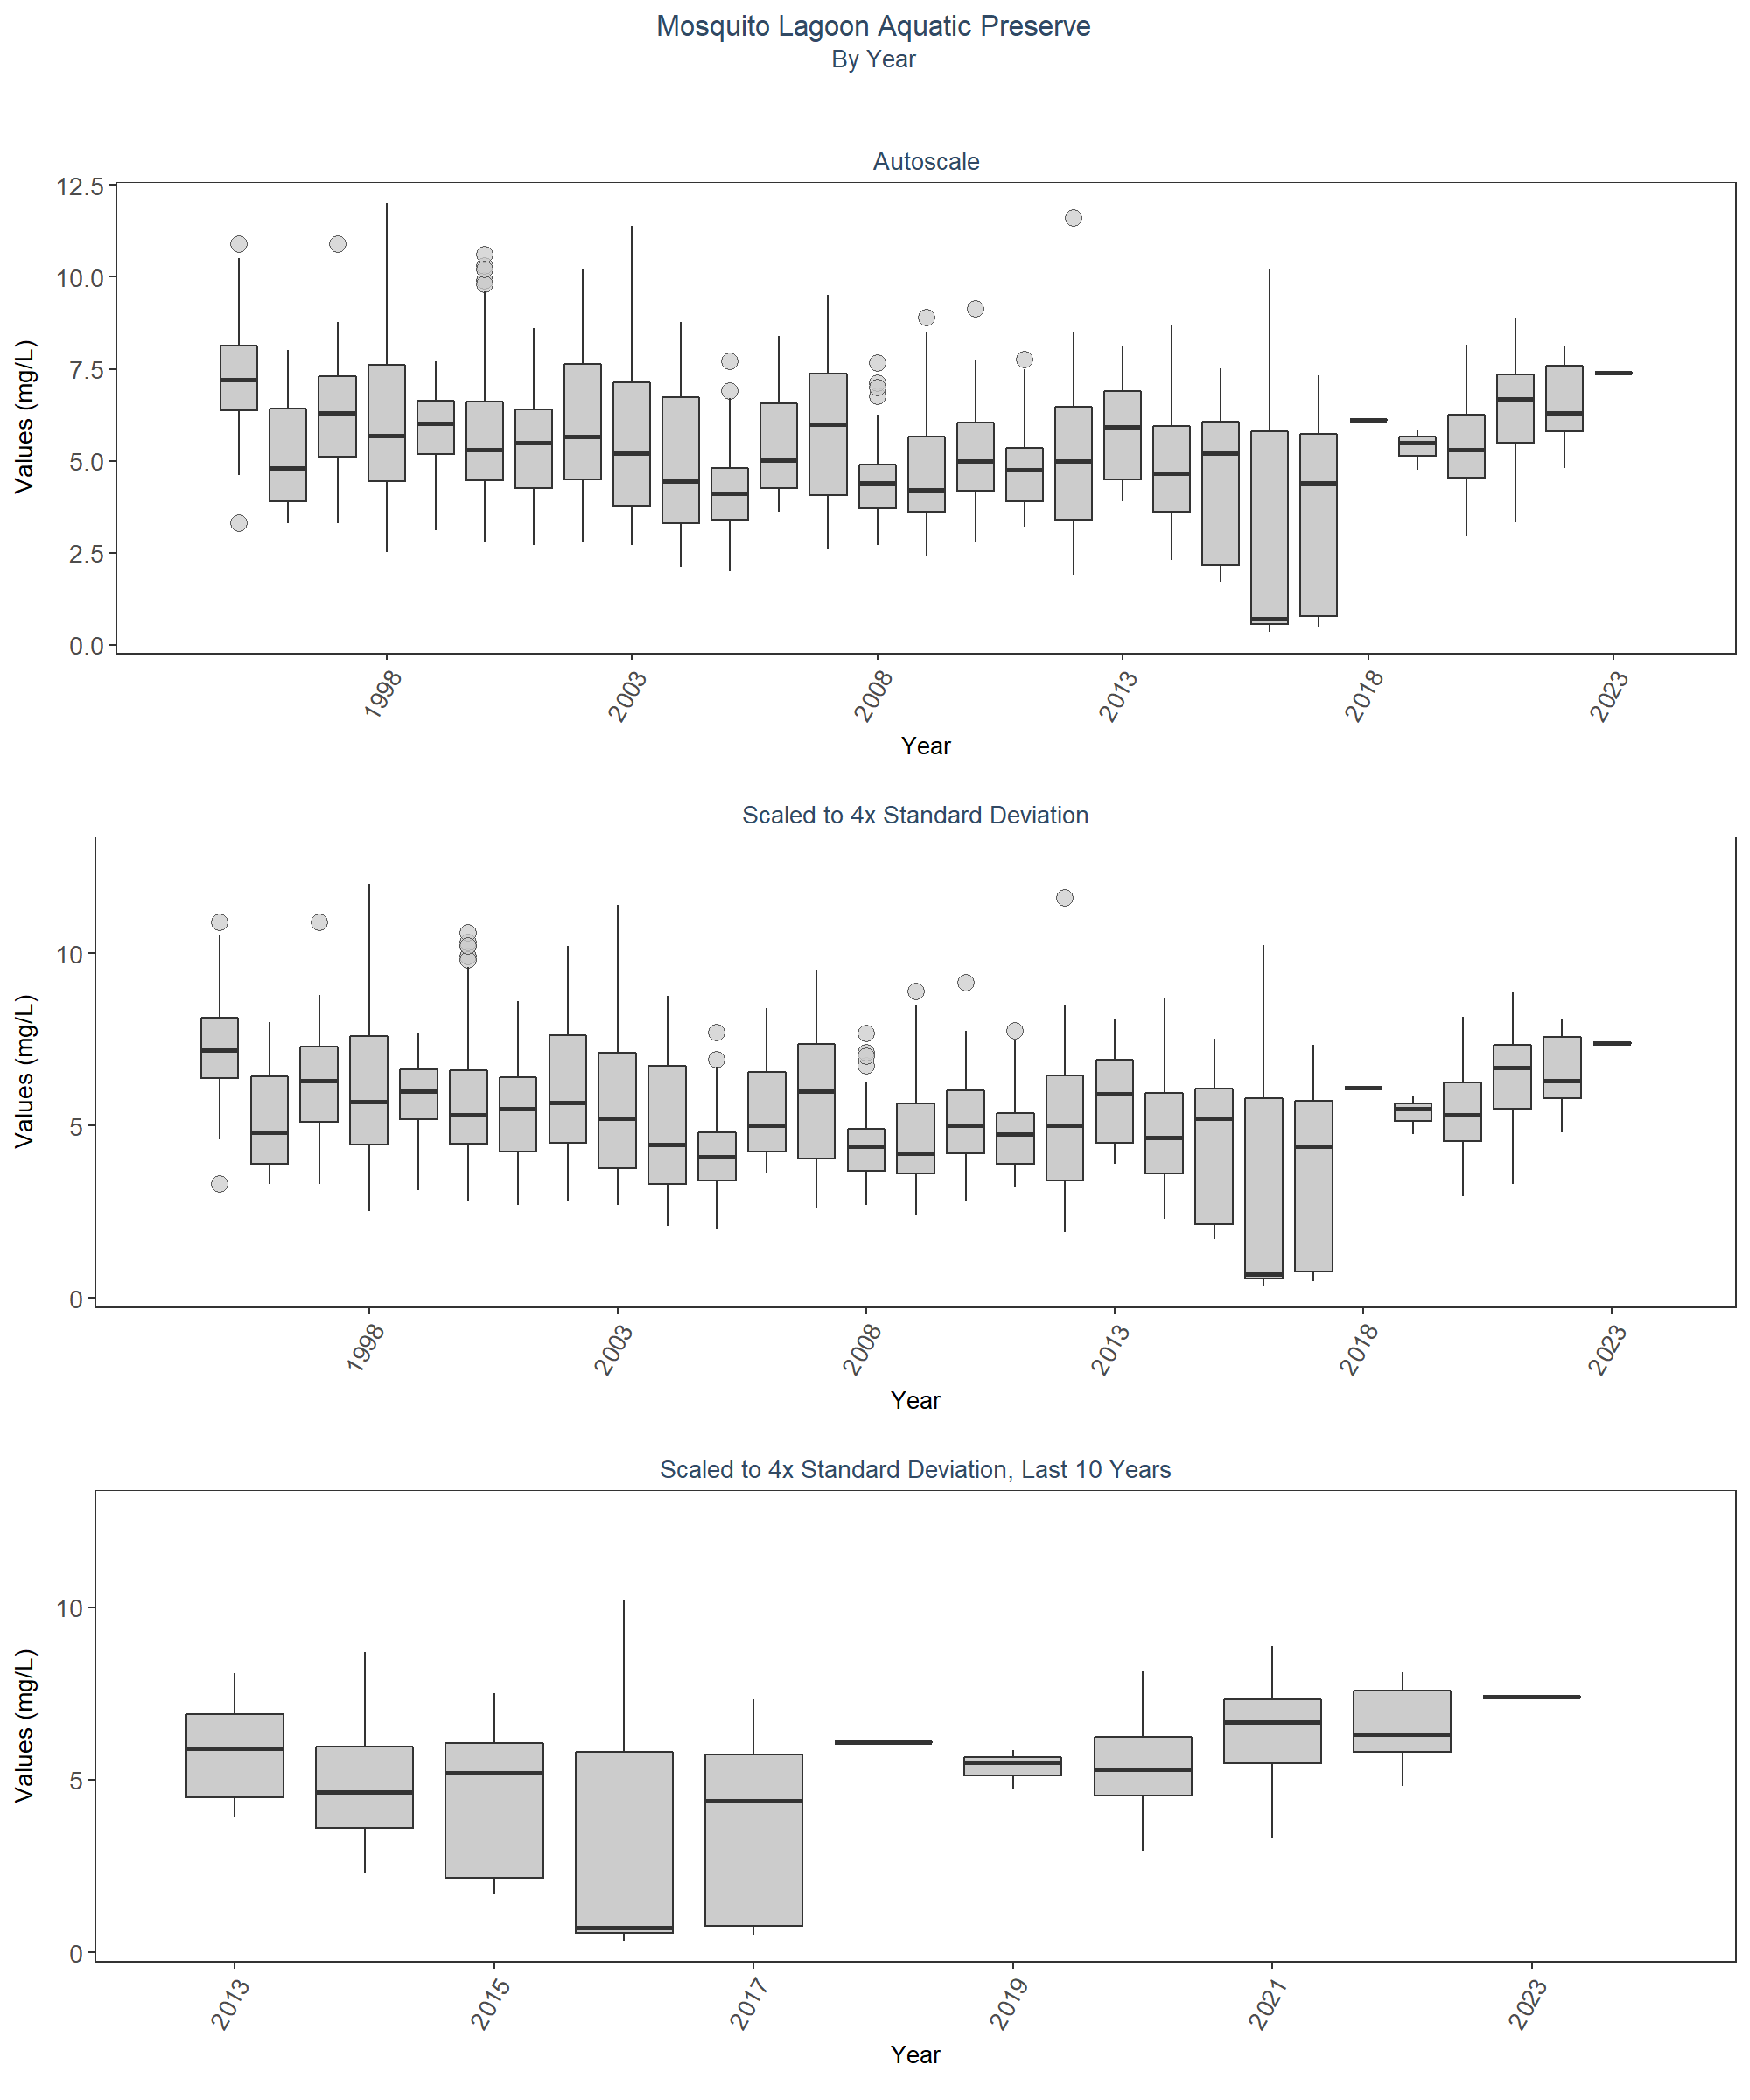 Mosquito Lagoon Aquatic Preserve
By Year
Autoscale
12.5
10.0
7.5
5.0
2.5
0.0
Values (mg/L)
1998
2003
2008
2013
2018
2023
Year
Scaled to 4x Standard Deviation
10
5
0
Values (mg/L)
1998
2003
2008
2013
2018
2023
Year
Scaled to 4x Standard Deviation, Last 10 Years
10
5
0
Values (mg/L)
2013
2015
2017
2019
2021
2023
Year